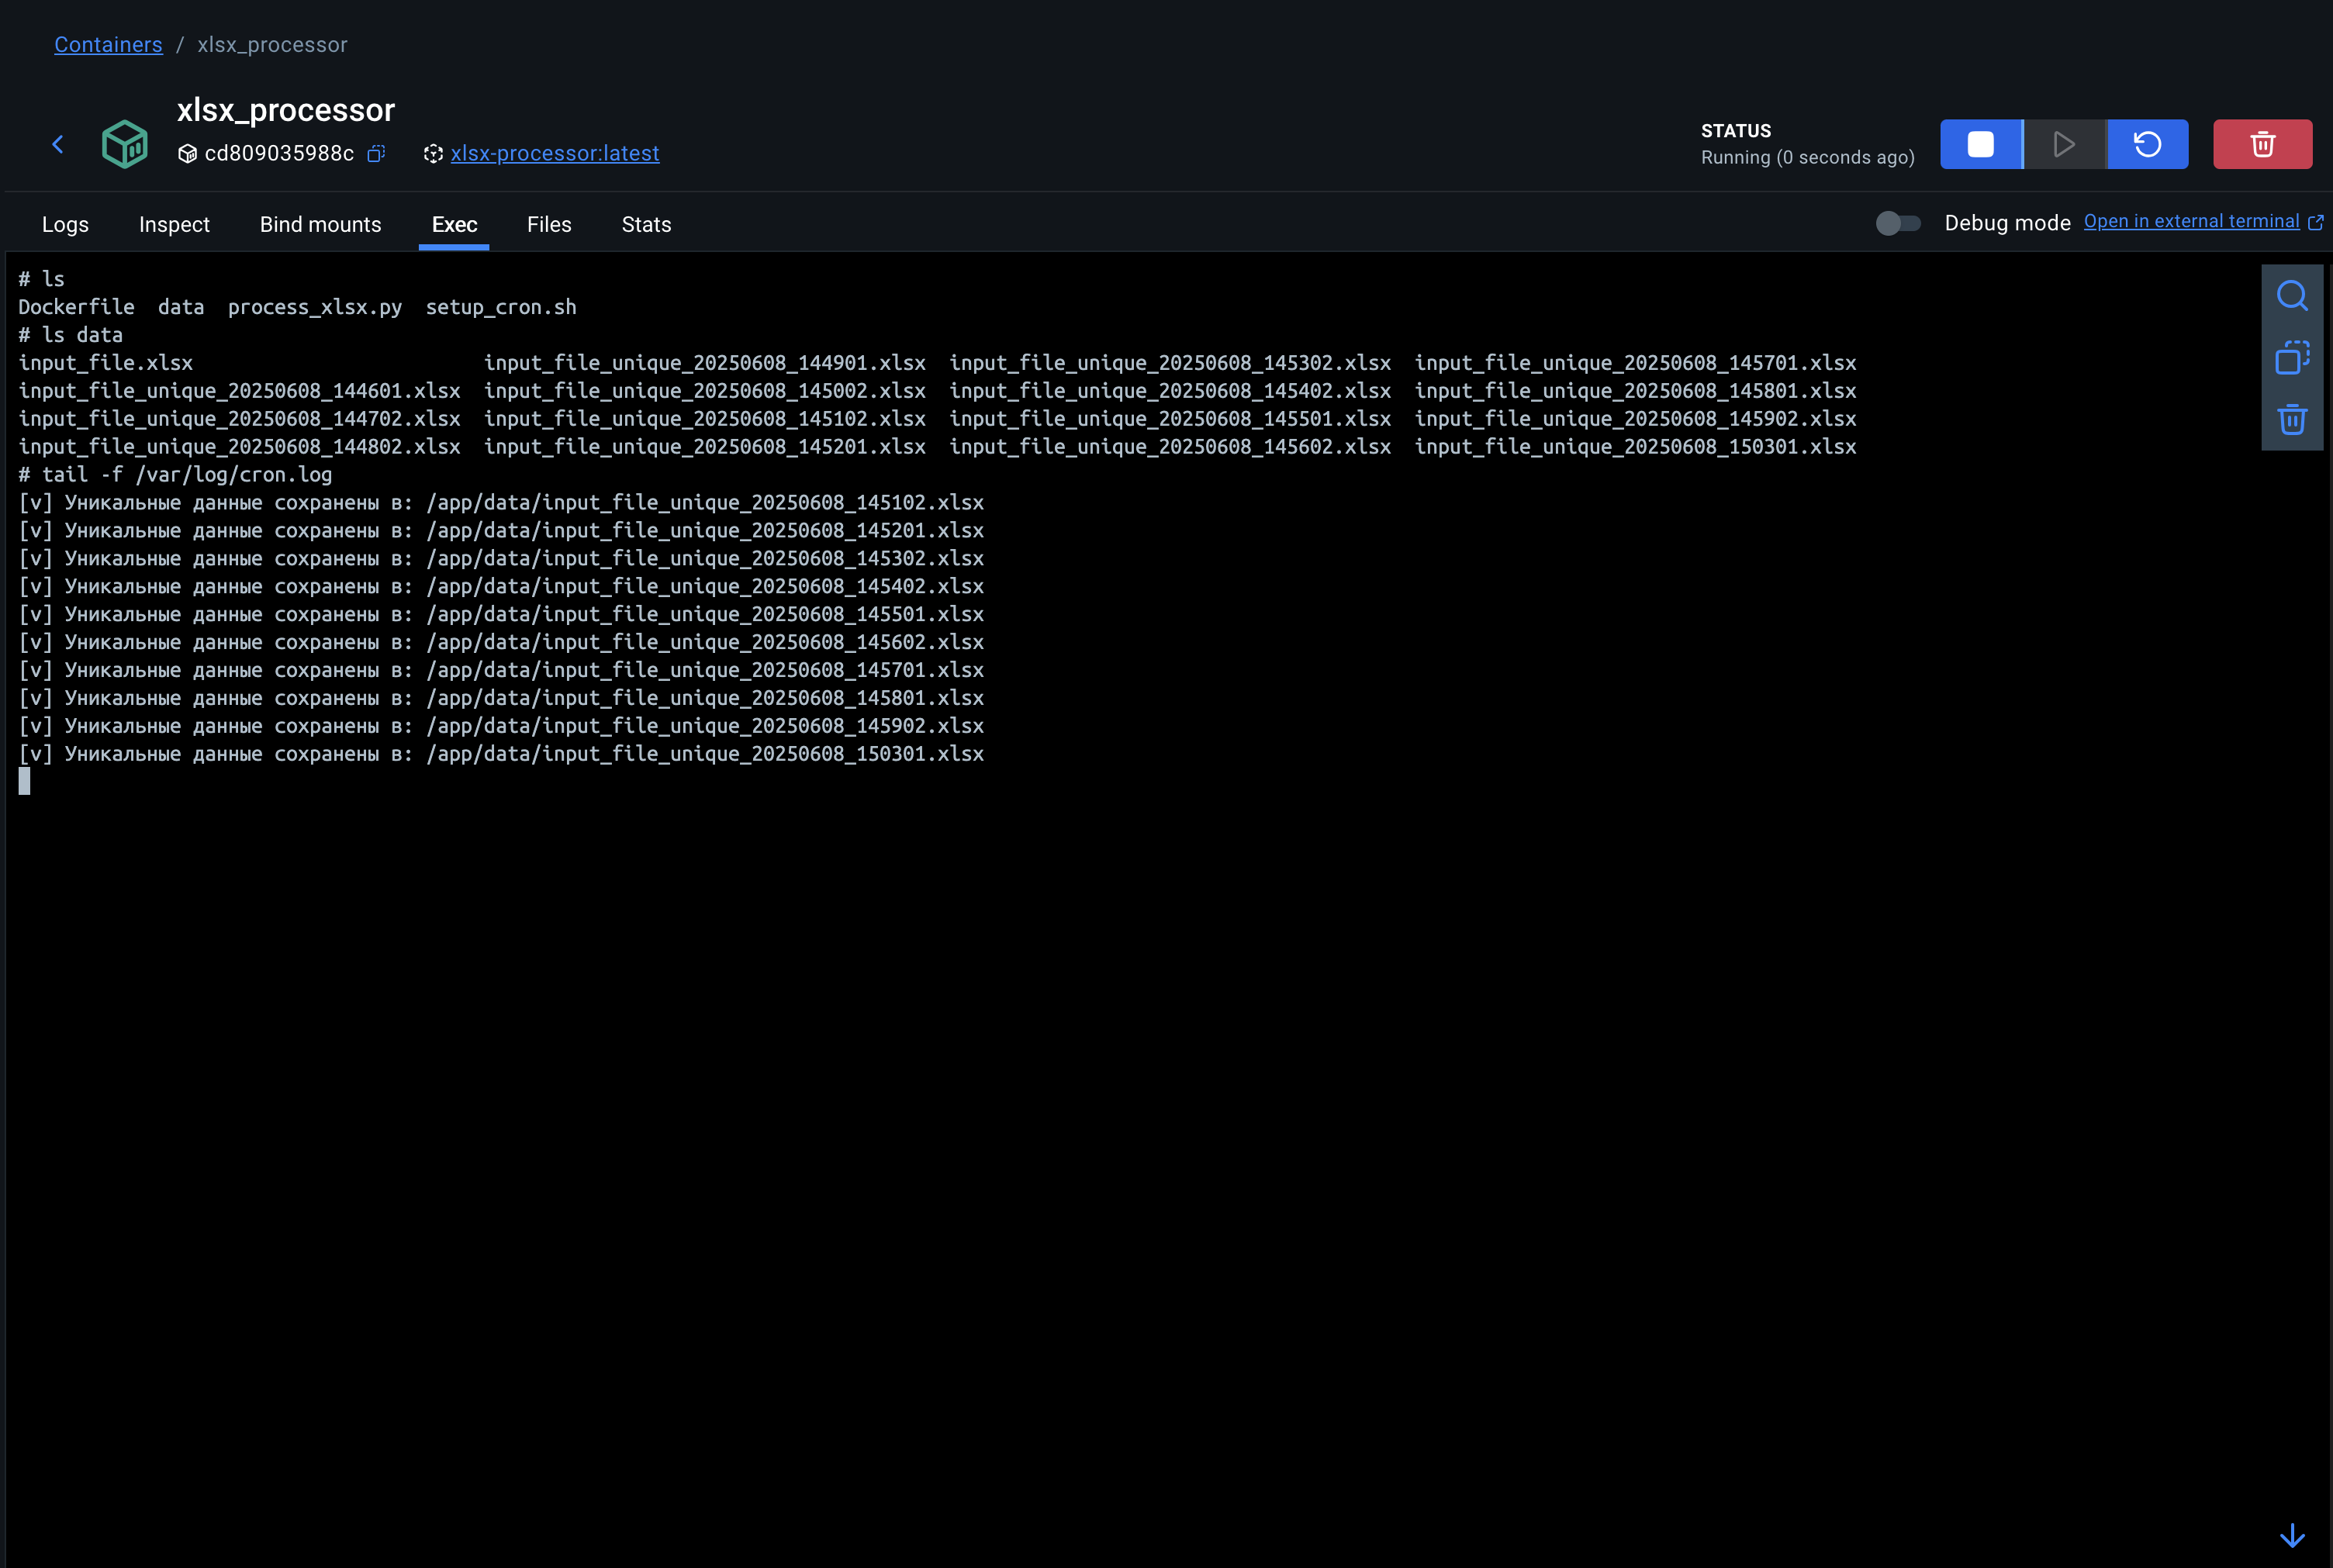 Containers / xlsx_processor
xlsx_processor
cd809035988c xlsx-processor:latest
STATUS
Running (0 seconds ago)
Logs Inspect Bind mounts Exec Files Stats Debug mode Open in external terminal
# ls
Dockerfile  data  process_xlsx.py  setup_cron.sh
# ls data
input_file.xlsx                         input_file_unique_20250608_144901.xlsx  input_file_unique_20250608_145302.xlsx  input_file_unique_20250608_145701.xlsx
input_file_unique_20250608_144601.xlsx  input_file_unique_20250608_145002.xlsx  input_file_unique_20250608_145402.xlsx  input_file_unique_20250608_145801.xlsx
input_file_unique_20250608_144702.xlsx  input_file_unique_20250608_145102.xlsx  input_file_unique_20250608_145501.xlsx  input_file_unique_20250608_145902.xlsx
input_file_unique_20250608_144802.xlsx  input_file_unique_20250608_145201.xlsx  input_file_unique_20250608_145602.xlsx  input_file_unique_20250608_150301.xlsx
# tail -f /var/log/cron.log
[v] Уникальные данные сохранены в: /app/data/input_file_unique_20250608_145102.xlsx
[v] Уникальные данные сохранены в: /app/data/input_file_unique_20250608_145201.xlsx
[v] Уникальные данные сохранены в: /app/data/input_file_unique_20250608_145302.xlsx
[v] Уникальные данные сохранены в: /app/data/input_file_unique_20250608_145402.xlsx
[v] Уникальные данные сохранены в: /app/data/input_file_unique_20250608_145501.xlsx
[v] Уникальные данные сохранены в: /app/data/input_file_unique_20250608_145602.xlsx
[v] Уникальные данные сохранены в: /app/data/input_file_unique_20250608_145701.xlsx
[v] Уникальные данные сохранены в: /app/data/input_file_unique_20250608_145801.xlsx
[v] Уникальные данные сохранены в: /app/data/input_file_unique_20250608_145902.xlsx
[v] Уникальные данные сохранены в: /app/data/input_file_unique_20250608_150301.xlsx